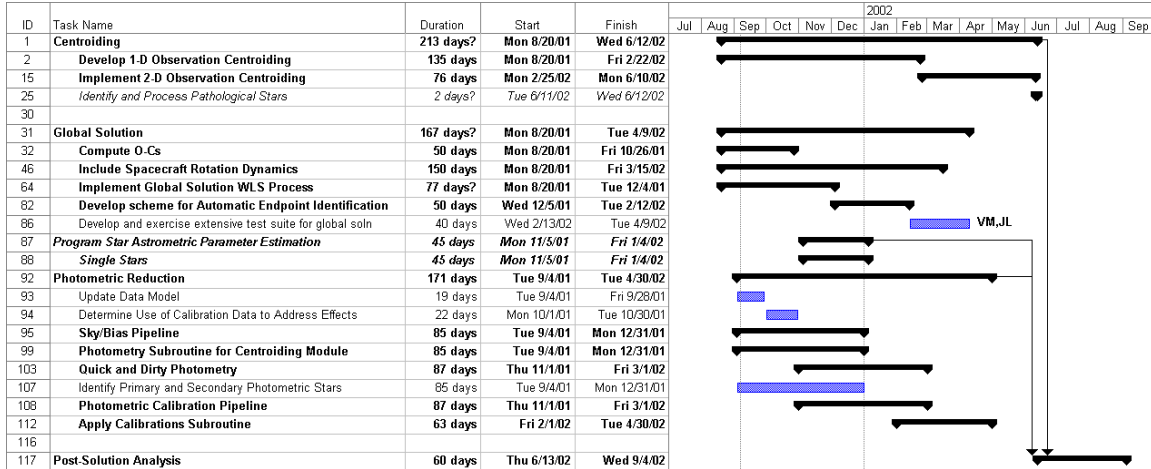 2002
ID Task Name Duration Start Finish Jul Aug Sep Oct Nov Dec Jan Feb Mar Apr May Jun Jul Aug Sep
1 Centroiding 213 days? Mon 8/20/01 Wed 6/12/02
2 Develop 1-D Observation Centroiding 135 days Mon 8/20/01 Fri 2/22/02
15 Implement 2-D Observation Centroiding 76 days Mon 2/25/02 Mon 6/10/02
25 Identify and Process Pathological Stars 2 days? Tue 6/11/02 Wed 6/12/02
30
31 Global Solution 167 days? Mon 8/20/01 Tue 4/9/02
32 Compute O-Cs 50 days Mon 8/20/01 Fri 10/26/01
46 Include Spacecraft Rotation Dynamics 150 days Mon 8/20/01 Fri 3/15/02
64 Implement Global Solution WLS Process 77 days? Mon 8/20/01 Tue 12/4/01
82 Develop scheme for Automatic Endpoint Identification 50 days Wed 12/5/01 Tue 2/12/02
86 Develop and exercise extensive test suite for global soln 40 days Wed 2/13/02 Tue 4/9/02 VM,JL
87 Program Star Astrometric Parameter Estimation 45 days Mon 11/5/01 Fri 1/4/02
88 Single Stars 45 days Mon 11/5/01 Fri 1/4/02
92 Photometric Reduction 171 days Tue 9/4/01 Tue 4/30/02
93 Update Data Model 19 days Tue 9/4/01 Fri 9/28/01
94 Determine Use of Calibration Data to Address Effects 22 days Mon 10/1/01 Tue 10/30/01
95 Sky/Bias Pipeline 85 days Tue 9/4/01 Mon 12/31/01
99 Photometry Subroutine for Centroiding Module 85 days Tue 9/4/01 Mon 12/31/01
103 Quick and Dirty Photometry 87 days Thu 11/1/01 Fri 3/1/02
107 Identify Primary and Secondary Photometric Stars 85 days Tue 9/4/01 Mon 12/31/01
108 Photometric Calibration Pipeline 87 days Thu 11/1/01 Fri 3/1/02
112 Apply Calibrations Subroutine 63 days Fri 2/1/02 Tue 4/30/02
116
117 Post-Solution Analysis 60 days Thu 6/13/02 Wed 9/4/02